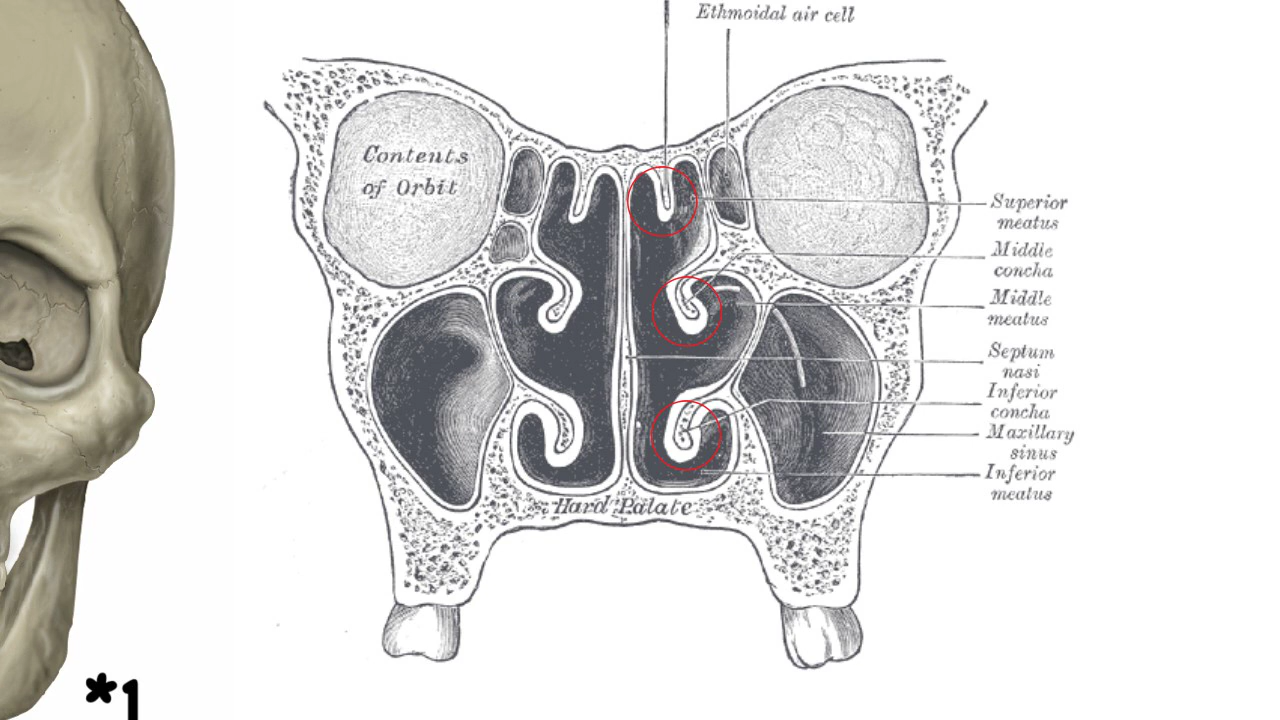 Ethmoidal air cell
Contents
of Orbit
Superior
meatus
Middle
concha
Middle
meatus
Septum
nasi
Inferior
concha
Maxillary
sinus
Inferior
meatus
Hard Palate
*1